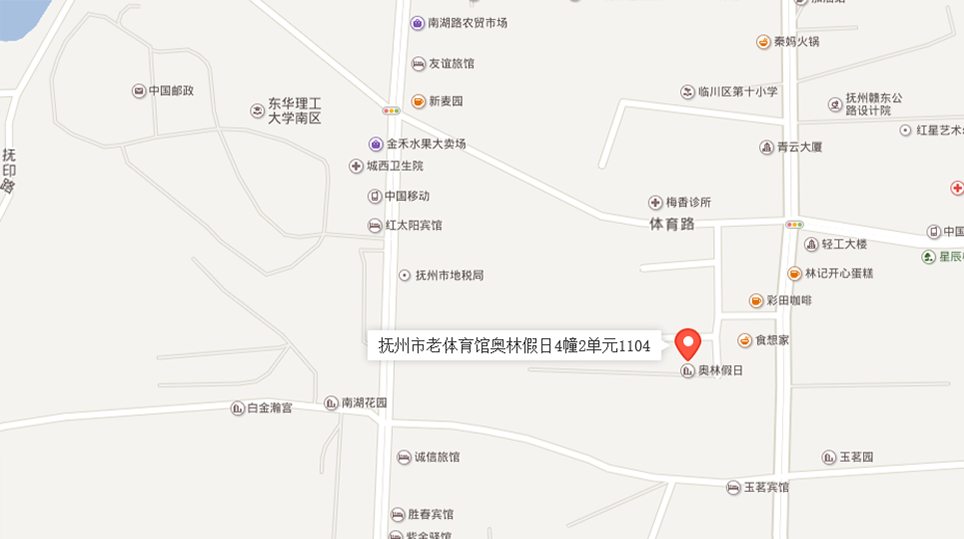 南湖路农贸市场
秦妈火锅
友谊旅馆
中国邮政
临川区第十小学
东华理工
大学南区
新麦园
抚州赣东公
路设计院
红星艺术
金禾水果大卖场
青云大厦
抚印路
城西卫生院
中国移动
梅香诊所
红太阳宾馆
体育路
中国
轻工大楼
星辰
抚州市地税局
林记开心蛋糕
彩田咖啡
抚州市老体育馆奥林假日4幢2单元1104
食想家
奥林假日
白金瀚宫
南湖花园
诚信旅馆
玉茗园
玉茗宾馆
胜春宾馆
紫金驿馆